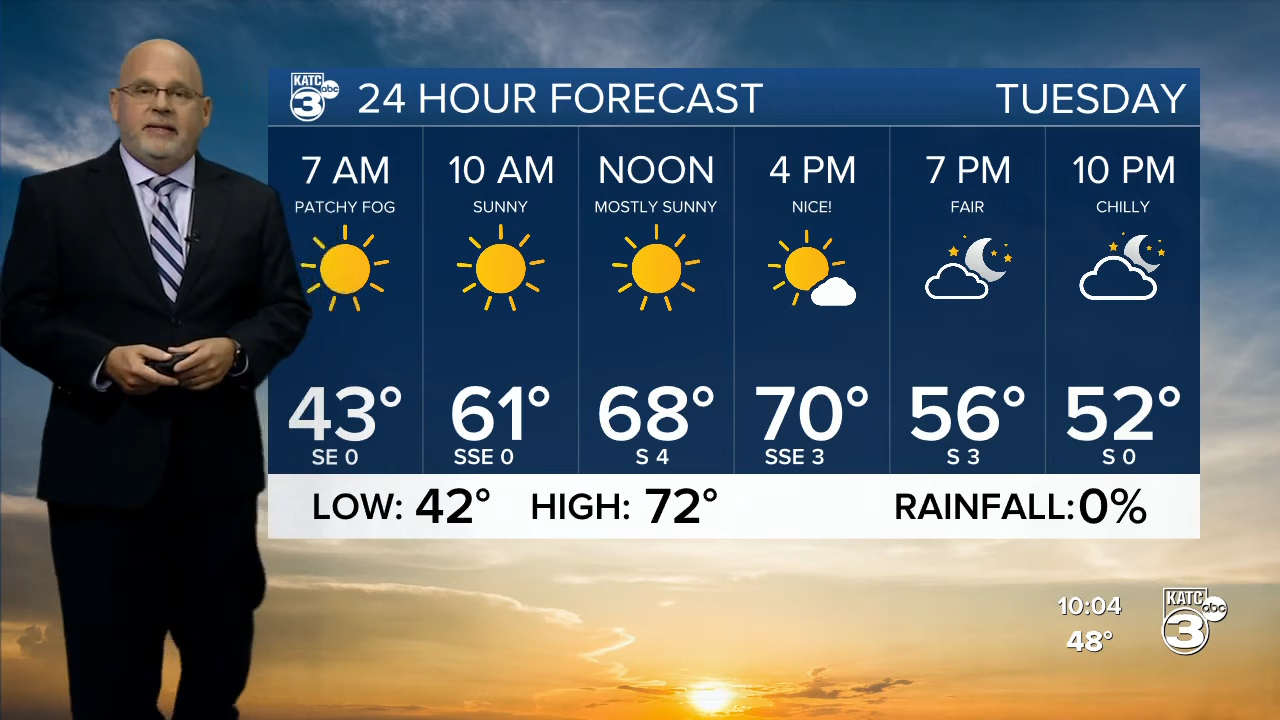 KATC
abc
3
24 HOUR FORECAST
TUESDAY
7 AM
PATCHY FOG
43°
SE 0
10 AM
SUNNY
61°
SSE 0
NOON
MOSTLY SUNNY
68°
S 4
4 PM
NICE!
70°
SSE 3
7 PM
FAIR
56°
S 3
10 PM
CHILLY
52°
S 0
LOW: 42° HIGH: 72° RAINFALL: 0%
10:04
48°
KATC
abc
3